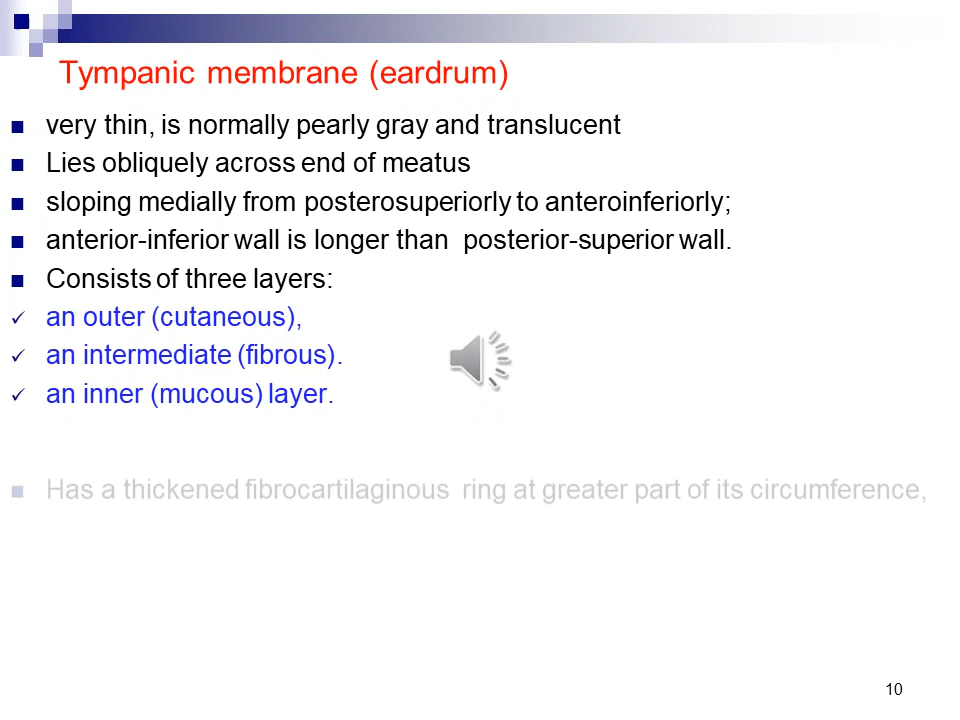 Tympanic membrane (eardrum)
very thin, is normally pearly gray and translucent
Lies obliquely across end of meatus
sloping medially from posterosuperiorly to anteroinferiorly;
anterior-inferior wall is longer than posterior-superior wall.
Consists of three layers:
an outer (cutaneous),
an intermediate (fibrous).
an inner (mucous) layer.
Has a thickened fibrocartilaginous ring at greater part of its circumference,
10